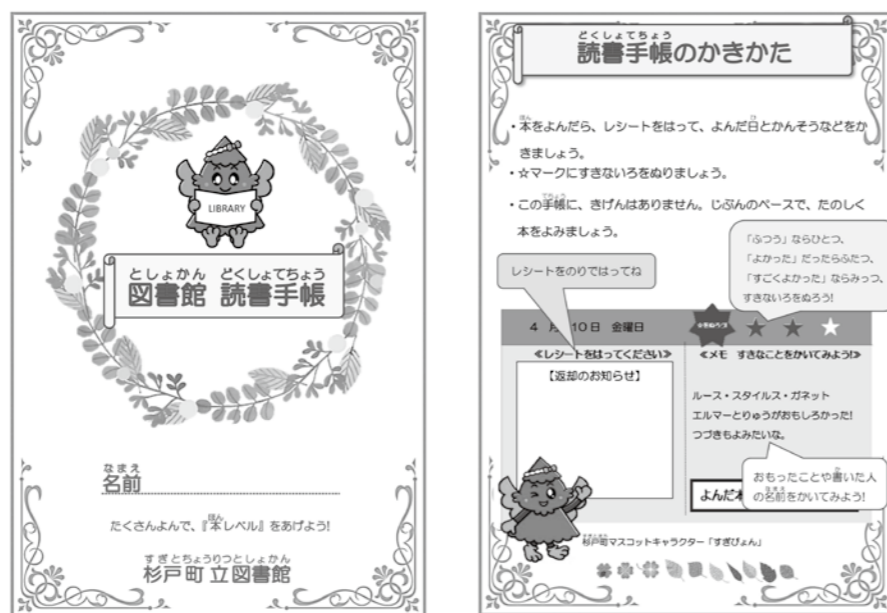 LIBRARY
としょかん どくしょてちょう
図書館 読書手帳
なまえ
名前
ほん
たくさんよんで、『本レベル』をあげよう!
すぎとちょうりつとしょかん
杉戸町立図書館
どくしょてちょう
読書手帳のかきかた
ほん ひ
・本をよんだら、レシートをはって、よんだ日とかんそうなどをか
きましょう。
・☆マークにすきないろをぬりましょう。
てちょう
・この手帳に、きげんはありません。じぶんのペースで、たのしく
本をよみましょう。
「ふつう」ならひとつ、
「よかった」だったらふたつ、
「すごくよかった」ならみっつ、
すきないろをぬろう!
レシートをのりではってね
4 月 10日 金曜日
★ ★ ★
≪レシートをはってください≫
≪メモ すきなことをかいてみよう!≫
【返却のお知らせ】
ルース・スタイルス・ガネット
エルマーとりゅうがおもしろかった!
つづきもよみたいな。
おもったことや書いた人
の名前をかいてみよう!
よんだ本
杉戸町マスコットキャラクター「すぎぴょん」